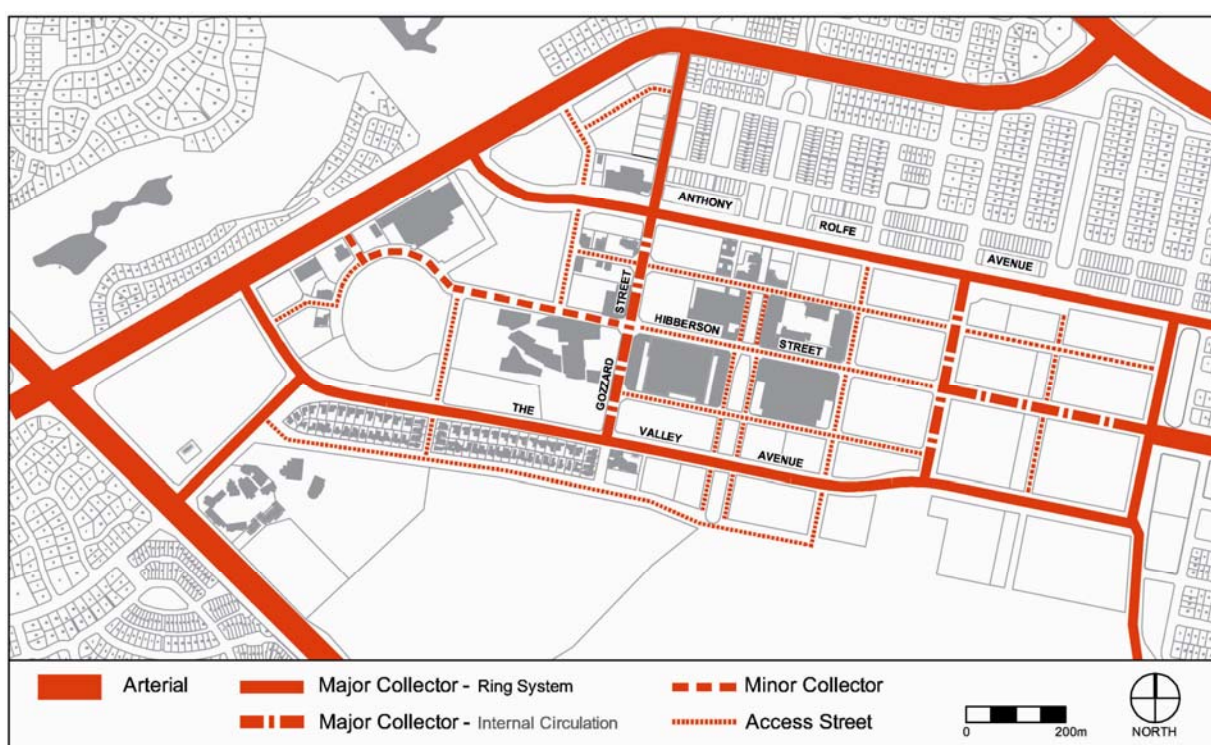 ANTHONY
ROLFE
AVENUE
STREET
HIBBERSON
STREET
GOZZARD
THE
VALLEY
AVENUE
Arterial
Major Collector - Ring System
Minor Collector
Major Collector - Internal Circulation
Access Street
0 200m
NORTH